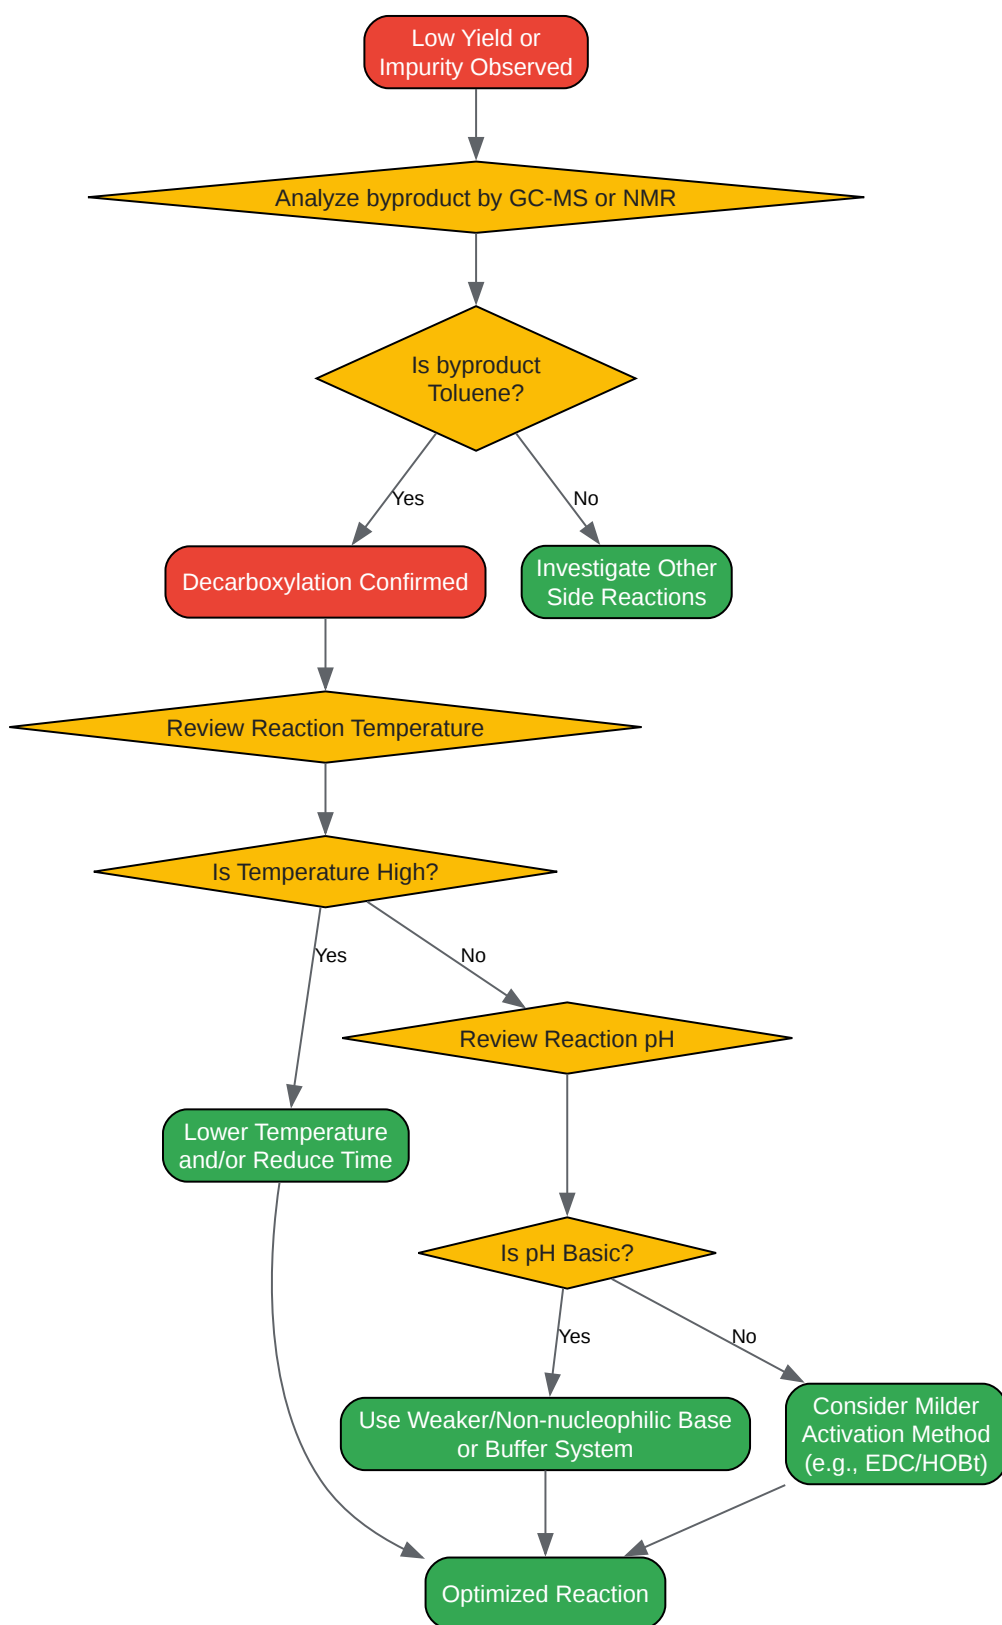 Low Yield or
Impurity Observed
Analyze byproduct by GC-MS or NMR
Is byproduct
Toluene?
Yes
No
Decarboxylation Confirmed
Investigate Other
Side Reactions
Review Reaction Temperature
Is Temperature High?
Yes
No
Review Reaction pH
Lower Temperature
and/or Reduce Time
Is pH Basic?
Yes
No
Use Weaker/Non-nucleophilic Base
or Buffer System
Consider Milder
Activation Method
(e.g., EDC/HOBt)
Optimized Reaction